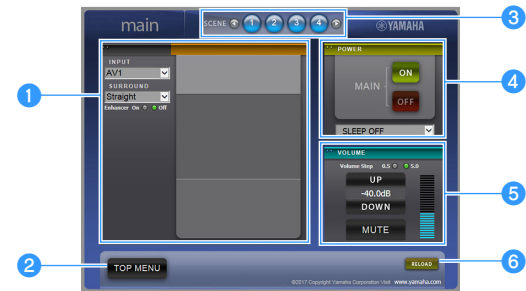 main SCENE 1 2 3 4 YAMAHA 3
INPUT
AV1
SURROUND
Straight
Enhancer On Off
1
POWER
MAIN
ON
OFF
SLEEP OFF
4
VOLUME
Volume Step 0.5 5.0
UP
-40.0dB
DOWN
MUTE
5
2 TOP MENU
RELOAD 6
©2017 Copyright Yamaha Corporation Visit www.yamaha.com